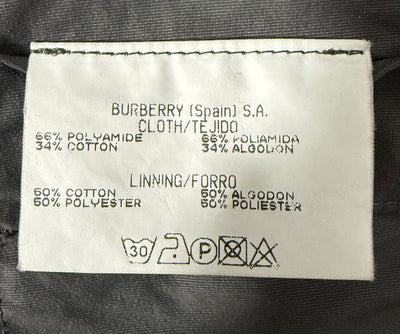 BURBERRY (Spain) S.A.
CLOTH/TEJIDO
66% POLYAMIDE 66% POLIAMIDA
34% COTTON 34% ALGODON
LINNING/FORRO
50% COTTON 50% ALGODON
50% POLYESTER 50% POLIESTER
30 P